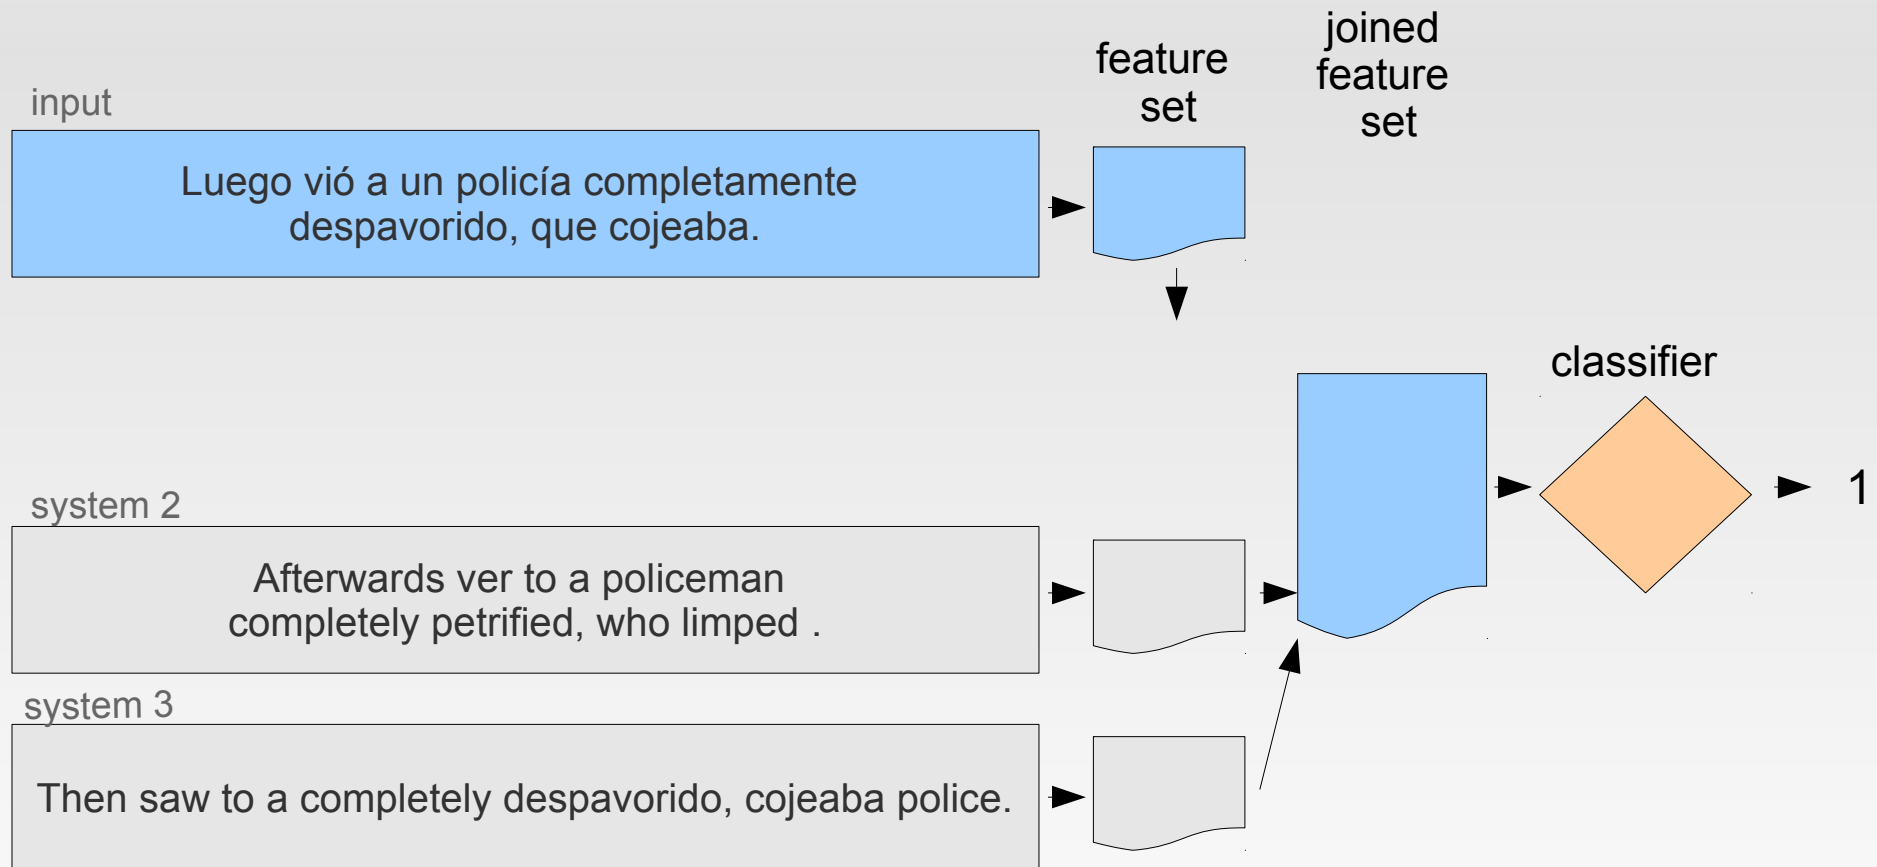 feature
set
joined
feature
set
input
Luego vió a un policía completamente
despavorido, que cojeaba.
classifier
1
system 2
Afterwards ver to a policeman
completely petrified, who limped .
system 3
Then saw to a completely despavorido, cojeaba police.